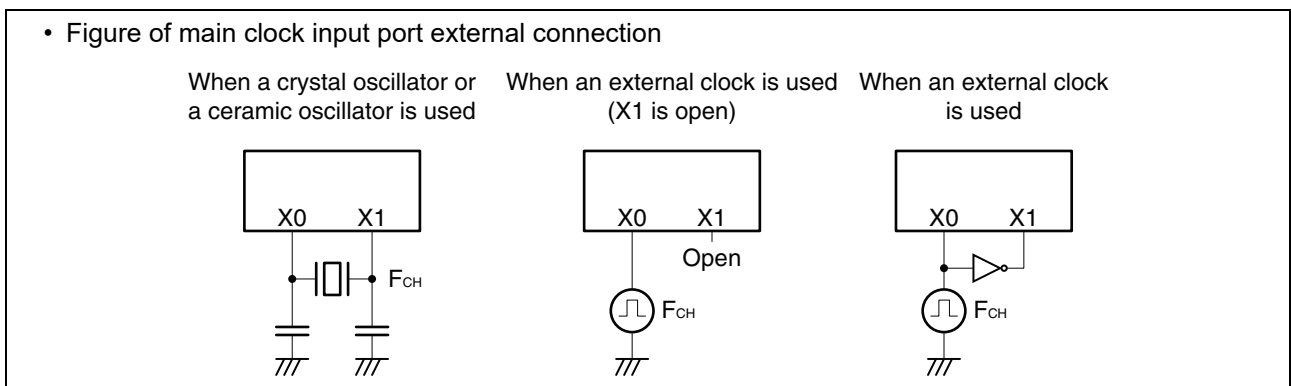 • Figure of main clock input port external connection
When a crystal oscillator or
a ceramic oscillator is used
When an external clock is used
(X1 is open)
When an external clock
is used
X0 X1
FCH
X0 X1
Open
FCH
X0 X1
FCH